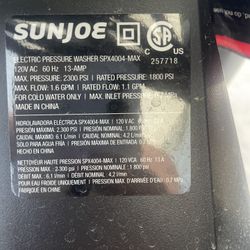 SUNJOE
C US
257718
ELECTRIC PRESSURE WASHER SPX4004-MAX
120V AC 60 Hz 13-AMP
MAX. PRESSURE: 2300 PSI | RATED PRESSURE: 1800 PSI
MAX. FLOW: 1.6 GPM | RATED FLOW: 1.1 GPM
FOR COLD WATER ONLY | MAX. INLET PRESSURE
MADE IN CHINA
HIDROLAVADORA ELÉCTRICA SPX4004-MAX | 120 V AC
PRESIÓN MÁXIMA: 2.300 PSI | PRESIÓN NOMINAL: 1.800 PSI
CAUDAL MÁXIMO: 6.1 L/min | CAUDAL NOMINAL: 4.2 L/min
SÓLO PARA AGUA FRÍA | PRESIÓN MÁXIMA DE ENTRADA
HECHO EN CHINA
NETTOYEUR HAUTE PRESSION SPX4004-MAX | 120 VCA 60 Hz 13 A
PRESSION MAX.: 2 300 psi | PRESSION NOMINALE: 1 800 psi
DÉBIT MAX.: 6,1 L/min | DÉBIT NOMINAL: 4,2 L/min
POUR EAU FROIDE UNIQUEMENT | PRESSION MAX. D'ARRIVÉE D'EAU
FABRIQUÉ EN CHINE